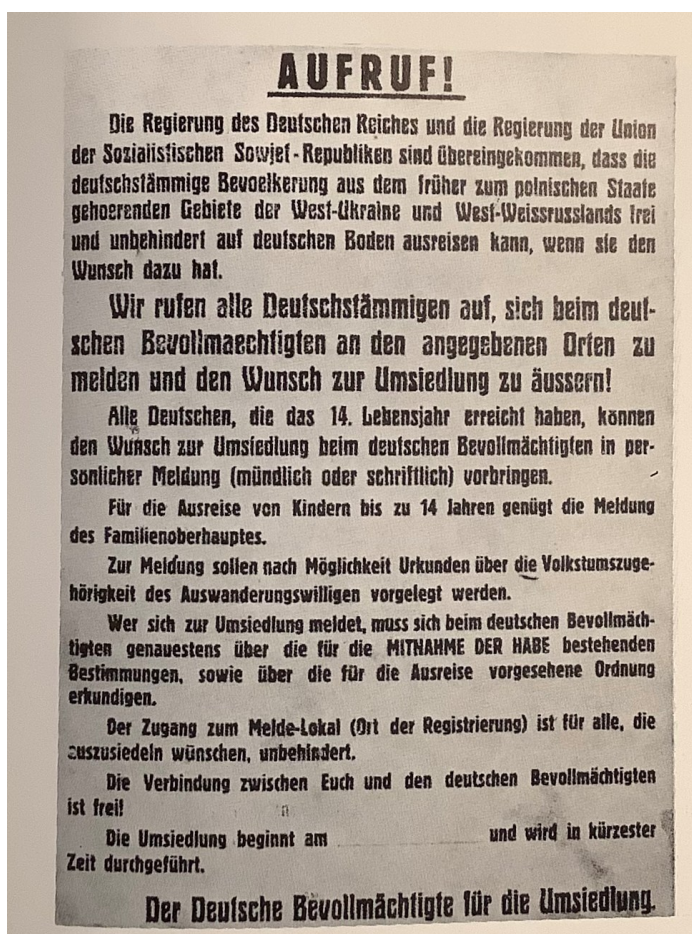 AUFRUF!
Die Regierung des Deutschen Reiches und die Regierung der Union
der Sozialistischen Sowjet-Republiken sind übereingekommen, dass die
deutschstämmige Bevoelkerung aus dem früher zum polnischen Staate
gehoerenden Gebiete der West-Ukraine und West-Weissrusslands frei
und unbehindert auf deutschen Boden ausreisen kann, wenn sie den
Wunsch dazu hat.
Wir rufen alle Deutschstämmigen auf, sich beim deut-
schen Bevollmaechtigten an den angegebenen Orten zu
melden und den Wunsch zur Umsiedlung zu äussern!
Alle Deutschen, die das 14. Lebensjahr erreicht haben, können
den Wunsch zur Umsiedlung beim deutschen Bevollmächtigten in per-
sönlicher Meldung (mündlich oder schriftlich) vorbringen.
Für die Ausreise von Kindern bis zu 14 Jahren genügt die Meldung
des Familienoberhauptes.
Zur Meldung sollen nach Möglichkeit Urkunden über die Volkstumszuge-
hörigkeit des Auswanderungswilligen vorgelegt werden.
Wer sich zur Umsiedlung meldet, muss sich beim deutschen Bevollmäch-
tigten genauestens über die für die MITNAHME DER HABE bestehenden
Bestimmungen, sowie über die für die Ausreise vorgesehene Ordnung
erkundigen.
Der Zugang zum Melde-Lokal (Ort der Registrierung) ist für alle, die
auszusiedeln wünschen, unbehindert.
Die Verbindung zwischen Euch und den deutschen Bevollmächtigten
ist frei!
Die Umsiedlung beginnt am und wird in kürzester
Zeit durchgeführt.
Der Deutsche Bevollmächtigte für die Umsiedlung.